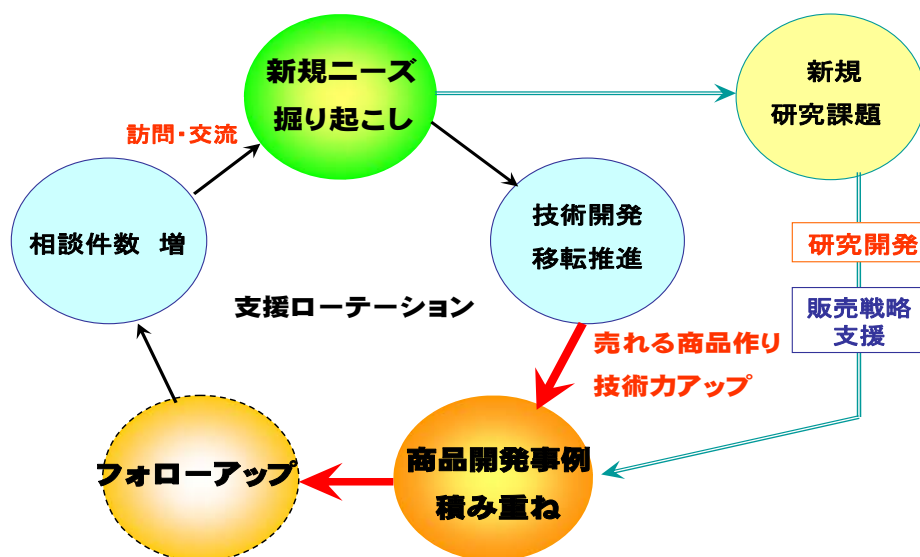 新規ニーズ
掘り起こし
新規
研究課題
訪問・交流
相談件数 増
技術開発
移転推進
研究開発
支援ローテーション
販売戦略
支援
売れる商品作り
技術力アップ
フォローアップ
商品開発事例
積み重ね